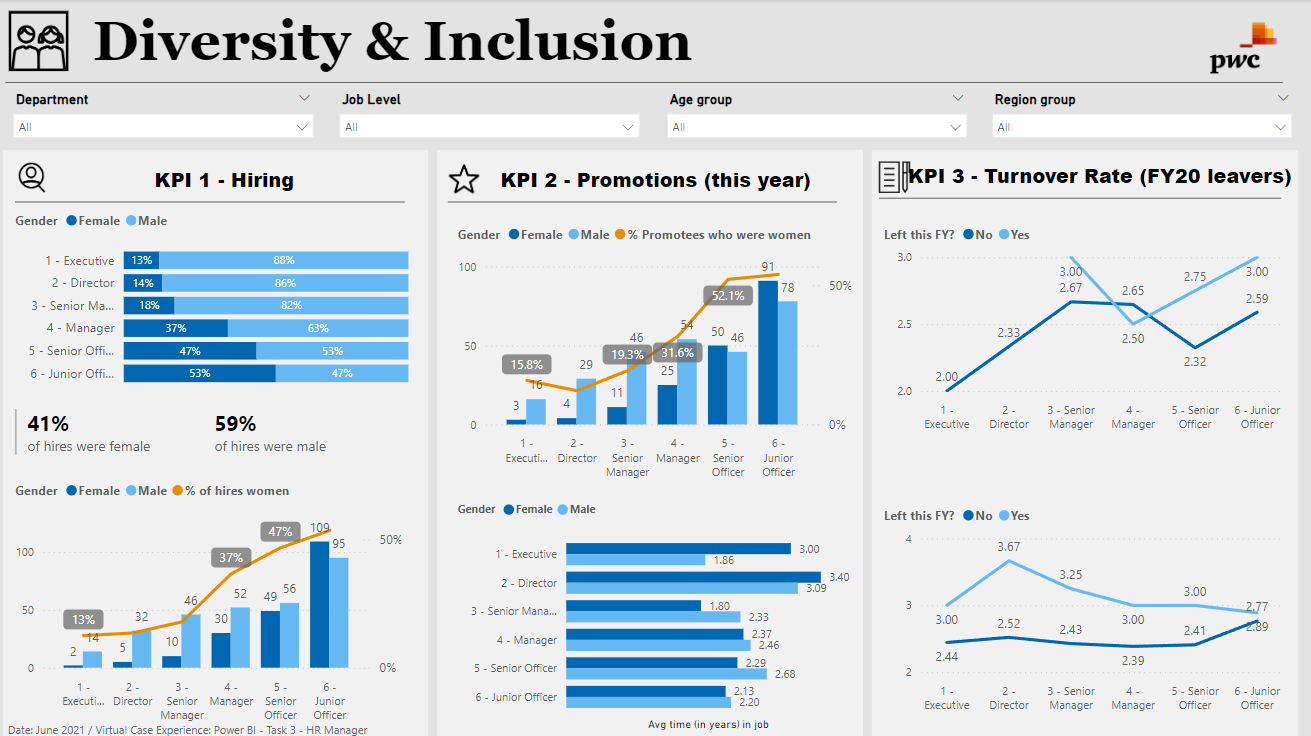 Diversity & Inclusion
pwc
Department
Job Level
Age group
Region group
All
All
All
All
KPI 1 - Hiring
Gender Female Male
1 - Executive 13% 88%
2 - Director 14% 86%
3 - Senior Ma... 18% 82%
4 - Manager 37% 63%
5 - Senior Offi... 47% 53%
6 - Junior Offi... 53% 47%
41%
of hires were female
59%
of hires were male
Gender Female Male % of hires women
100
50
0
50%
0%
13%
37%
47%
2 14
5 32
10 46
30 52
49 56
109 95
1 -
Executi...
2 -
Director
3 -
Senior
Manager
4 -
Manager
5 -
Senior
Officer
6 -
Junior
Officer
Date: June 2021 / Virtual Case Experience: Power BI - Task 3 - HR Manager
KPI 2 - Promotions (this year)
Gender Female Male % Promotees who were women
100
50
0
50%
0%
15.8%
19.3%
31.6%
52.1%
3 16
4 29
11 46
25 54
50 46
91 78
1 -
Executi...
2 -
Director
3 -
Senior
Manager
4 -
Manager
5 -
Senior
Officer
6 -
Junior
Officer
Gender Female Male
1 - Executive 3.00
1.86
2 - Director 3.40
3.09
3 - Senior Mana... 1.80
2.33
4 - Manager 2.37
2.46
5 - Senior Officer 2.29
2.68
6 - Junior Officer 2.13
2.20
Avg time (in years) in job
KPI 3 - Turnover Rate (FY20 leavers)
Left this FY? No Yes
3.0
2.5
2.0
2.00
2.33
3.00
2.67
2.65
2.50
2.75
2.32
3.00
2.59
1 -
Executive
2 -
Director
3 - Senior
Manager
4 -
Manager
5 - Senior
Officer
6 - Junior
Officer
Left this FY? No Yes
4
3
2
3.00
2.44
3.67
2.52
3.25
2.43
3.00
2.39
3.00
2.41
2.77
2.89
1 -
Executive
2 -
Director
3 - Senior
Manager
4 -
Manager
5 - Senior
Officer
6 - Junior
Officer